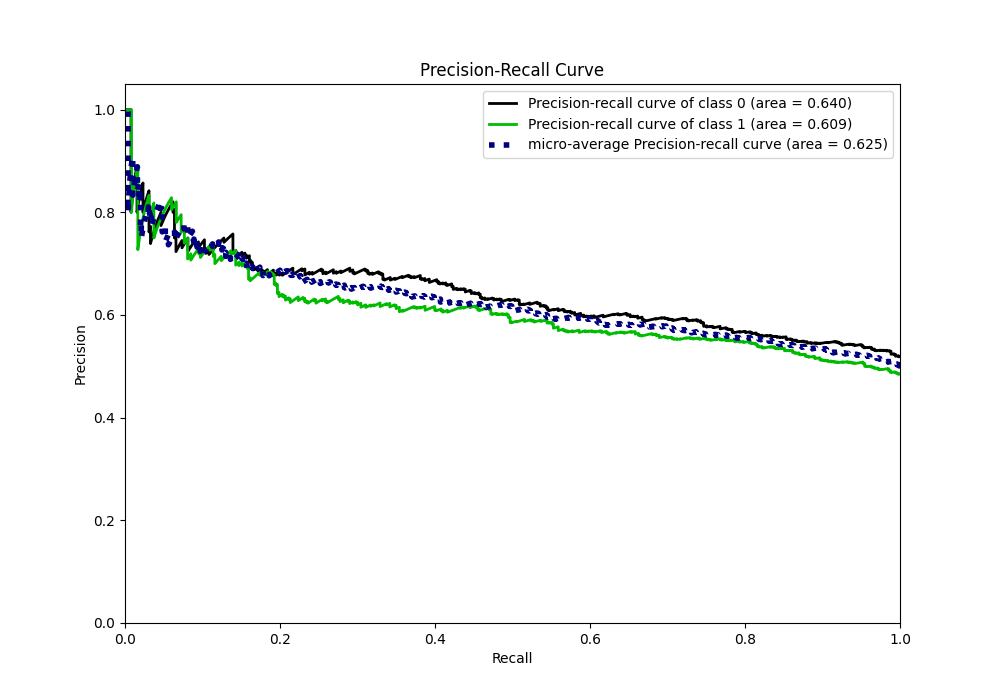 Precision-Recall Curve
Precision-recall curve of class 0 (area = 0.640)
Precision-recall curve of class 1 (area = 0.609)
micro-average Precision-recall curve (area = 0.625)
1.0
0.8
0.6
0.4
0.2
0.0
Precision
0.0 0.2 0.4 0.6 0.8 1.0
Recall